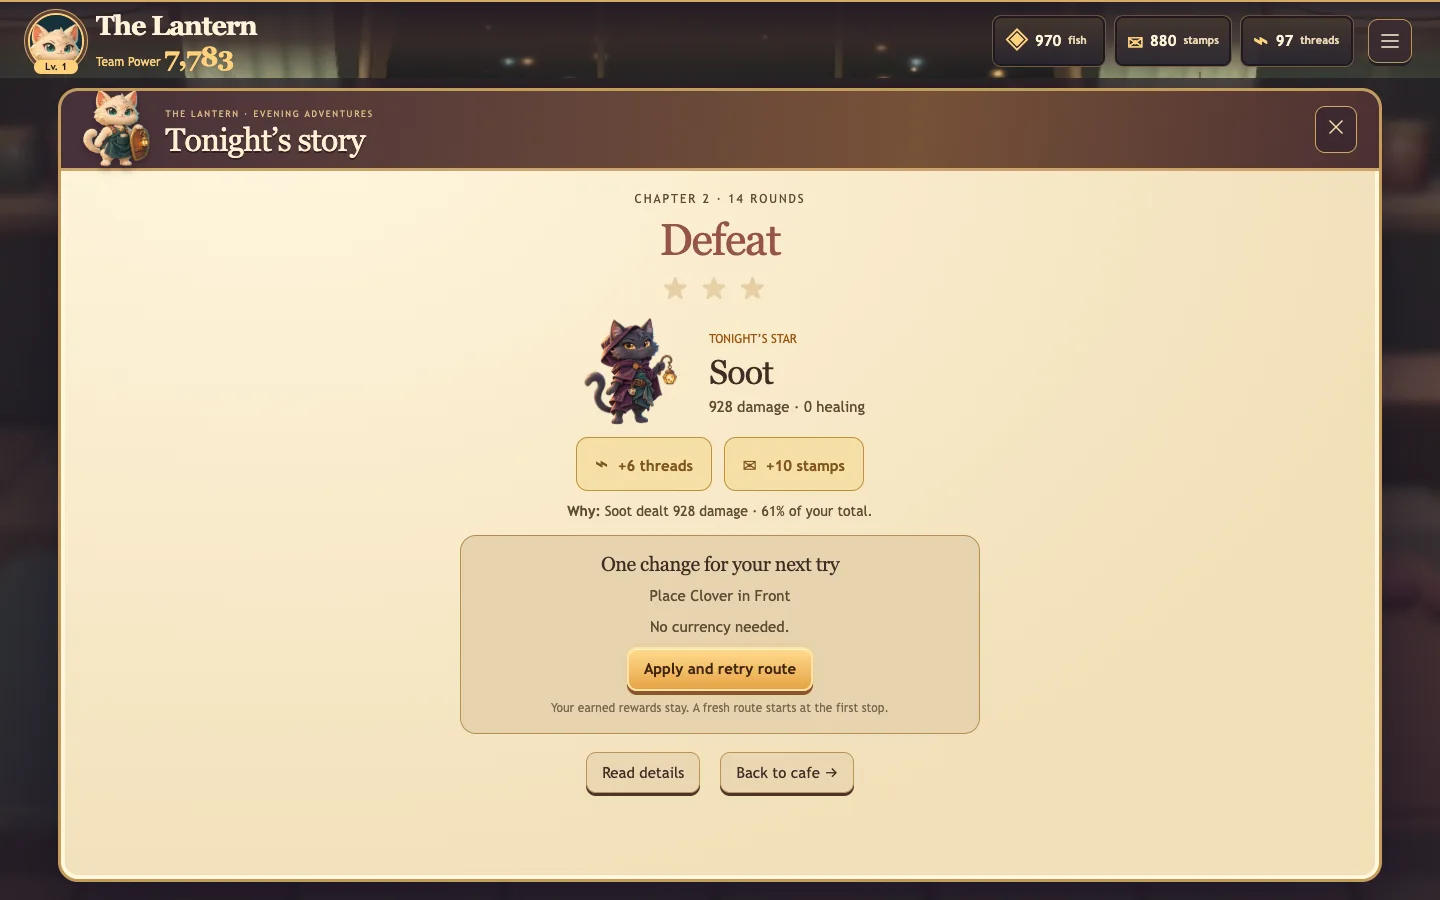 The Lantern
Lv. 1
Team Power 7,783
970 fish
880 stamps
97 threads
THE LANTERN · EVENING ADVENTURES
Tonight’s story
CHAPTER 2 · 14 ROUNDS
Defeat
TONIGHT’S STAR
Soot
928 damage · 0 healing
+6 threads
+10 stamps
Why: Soot dealt 928 damage · 61% of your total.
One change for your next try
Place Clover in Front
No currency needed.
Apply and retry route
Your earned rewards stay. A fresh route starts at the first stop.
Read details
Back to cafe →